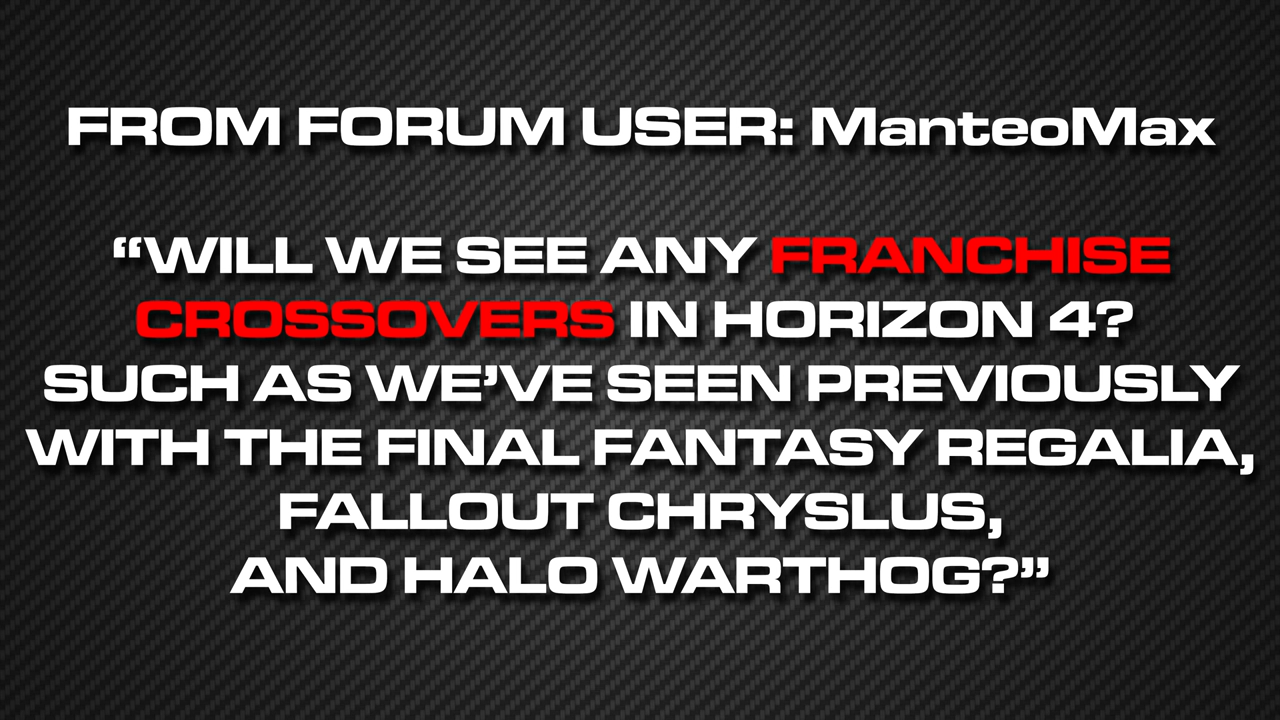 FROM FORUM USER: ManteoMax
“WILL WE SEE ANY FRANCHISE
CROSSOVERS IN HORIZON 4?
SUCH AS WE’VE SEEN PREVIOUSLY
WITH THE FINAL FANTASY REGALIA,
FALLOUT CHRYSLUS,
AND HALO WARTHOG?”